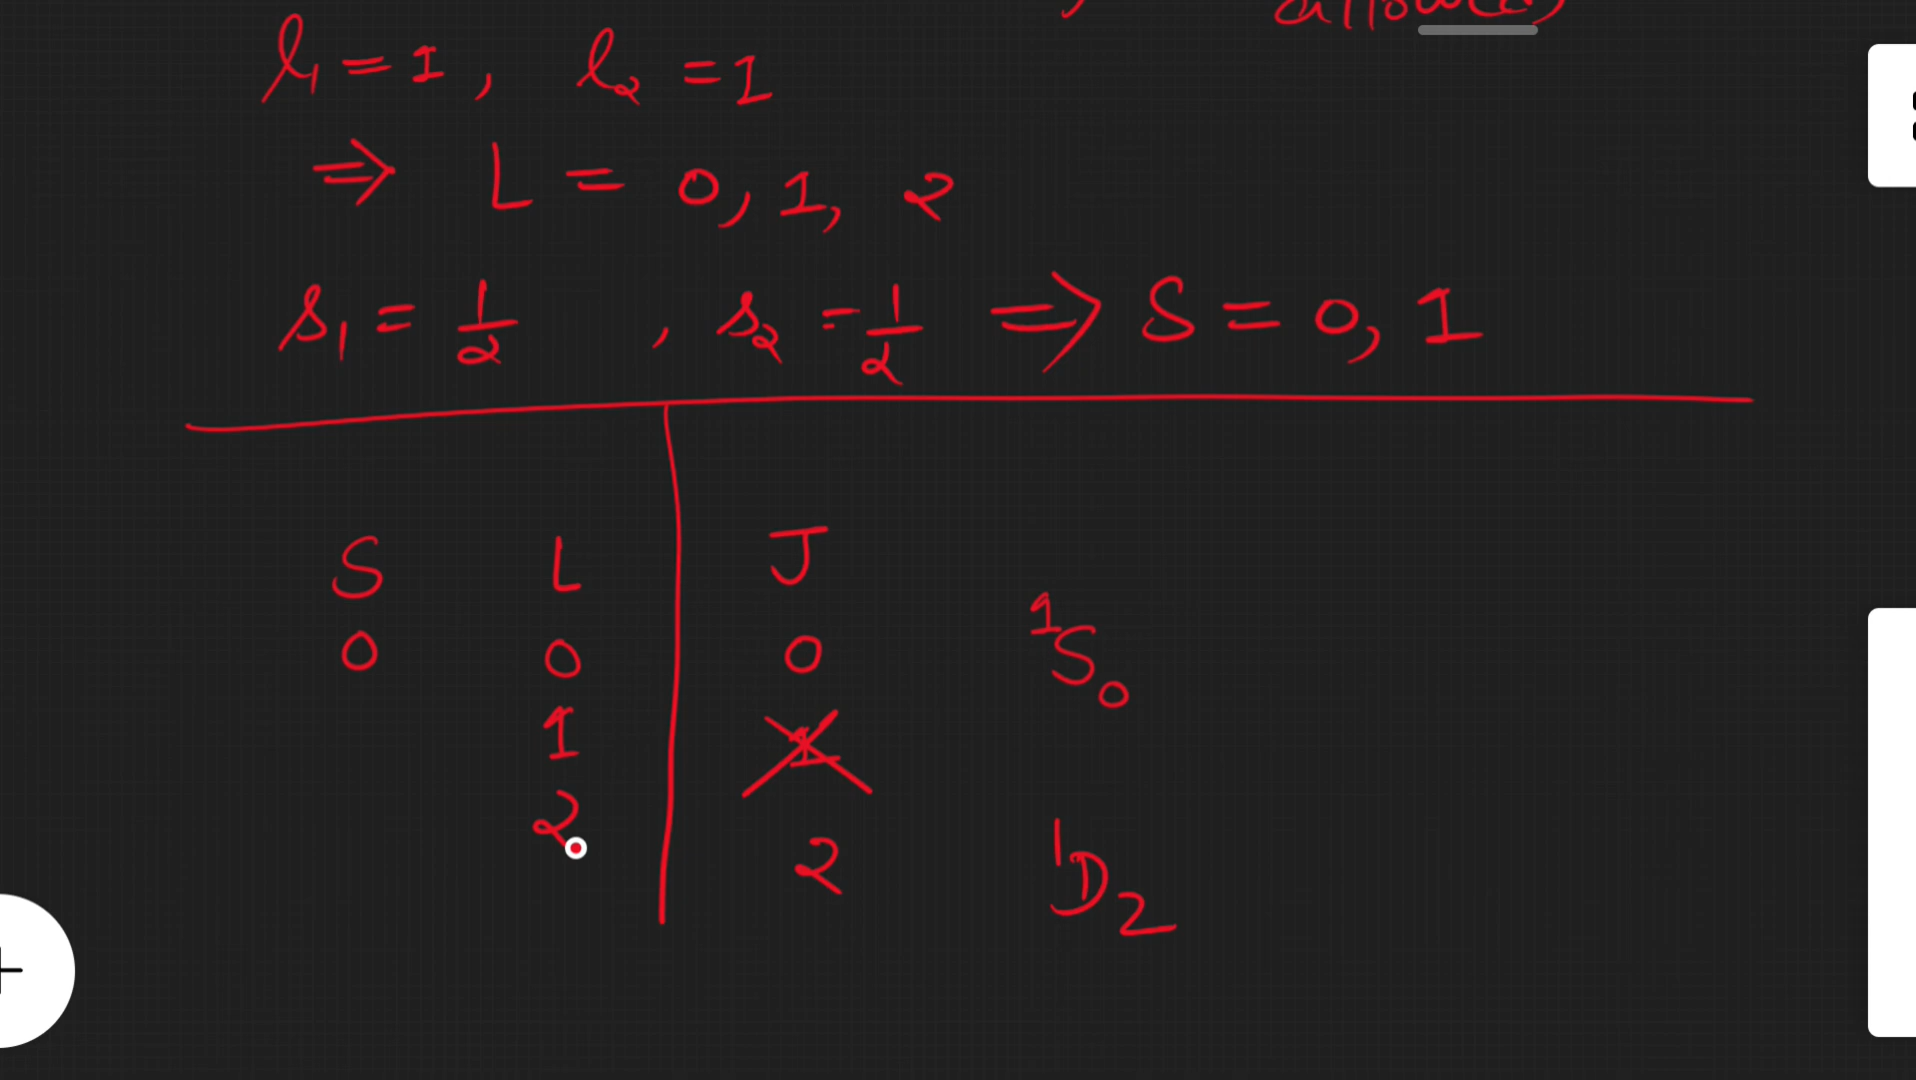 allowed)
l₁ = 1, l₂ = 1
⇒ L = 0, 1, 2
s₁ = 1/2, s₂ = 1/2 ⇒ S = 0, 1
S L J
0 0 0 ¹S₀
1 1
2 2 ¹D₂